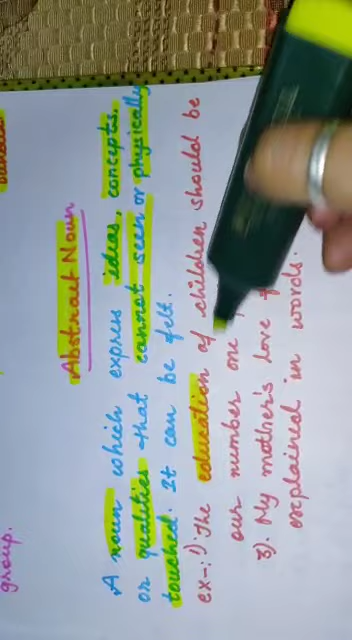 group.
Abstract Noun
A noun which express ideas, concepts,
or qualities that cannot seen or physically
touched. It can be felt.
ex-:1) The education of children should be
our number one
3). My mother's love
explained in words.